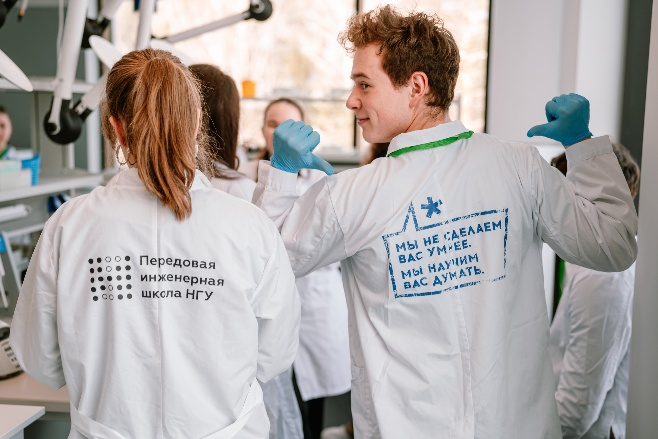 Передовая
инженерная
школа НГУ
МЫ НЕ СДЕЛАЕМ
ВАС УМНЕЕ.
МЫ НАУЧИМ
ВАС ДУМАТЬ.